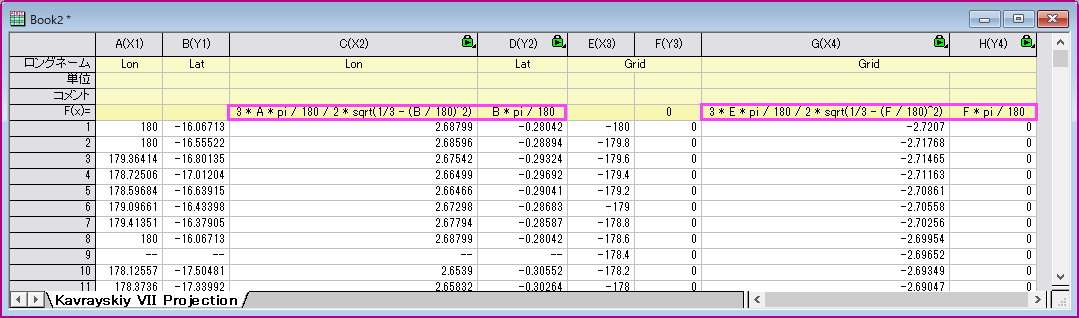 Book2 *
A(X1) B(Y1) C(X2) D(Y2) E(X3) F(Y3) G(X4) H(Y4)
ロングネーム Lon Lat Lon Lat Grid Grid
単位
コメント
F(x)= 3 * A * pi / 180 / 2 * sqrt(1/3 - (B / 180)^2) B * pi / 180 0 3 * E * pi / 180 / 2 * sqrt(1/3 - (F / 180)^2) F * pi / 180
1 180 -16.06713 2.68799 -0.28042 -180 0 -2.7207 0
2 180 -16.55522 2.68596 -0.28894 -179.8 0 -2.71768 0
3 179.36414 -16.80135 2.67542 -0.29324 -179.6 0 -2.71465 0
4 178.72506 -17.01204 2.66499 -0.29692 -179.4 0 -2.71163 0
5 178.59684 -16.63915 2.66466 -0.29041 -179.2 0 -2.70861 0
6 179.09661 -16.43398 2.67298 -0.28683 -179 0 -2.70558 0
7 179.41351 -16.37905 2.67794 -0.28587 -178.8 0 -2.70256 0
8 180 -16.06713 2.68799 -0.28042 -178.6 0 -2.69954 0
9 -- -- -- -- -178.4 0 -2.69652 0
10 178.12557 -17.50481 2.6539 -0.30552 -178.2 0 -2.69349 0
11 178.3736 -17.33992 2.65832 -0.30264 -178 0 -2.69047 0
Kavrayskiy VII Projection